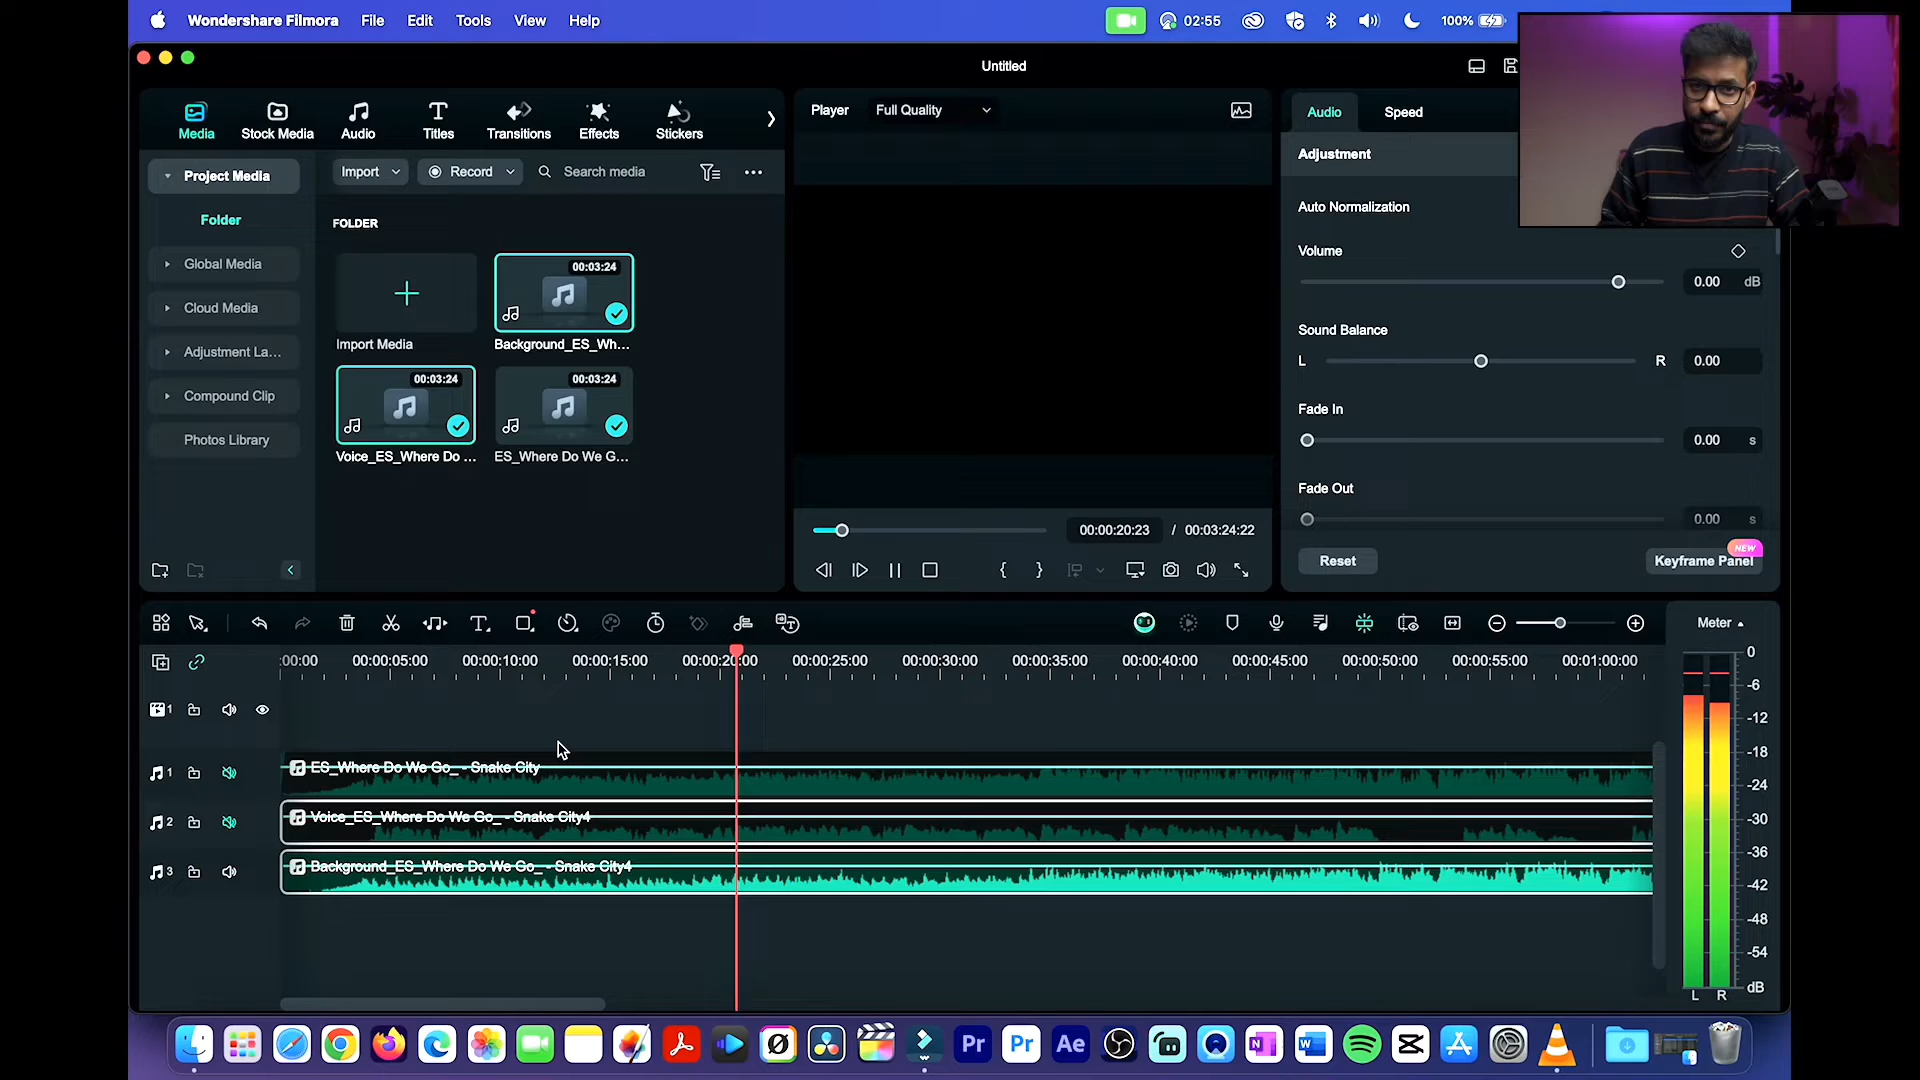 Wondershare Filmora File Edit Tools View Help
02:55 100%
Untitled
Media Stock Media Audio Titles Transitions Effects Stickers
Player Full Quality
Audio Speed
Project Media
Import Record Search media
Adjustment
Folder
FOLDER
Auto Normalization
Global Media
Cloud Media
Adjustment La...
Compound Clip
Photos Library
00:03:24
Import Media
Background_ES_Wh...
00:03:24
00:03:24
Voice_ES_Where Do ...
ES_Where Do We G...
Volume
0.00 dB
Sound Balance
L R 0.00
Fade In
0.00 s
Fade Out
0.00 s
00:00:20:23 / 00:03:24:22
NEW
Reset Keyframe Panel
Meter
:00:00 00:00:05:00 00:00:10:00 00:00:15:00 00:00:20:00 00:00:25:00 00:00:30:00 00:00:35:00 00:00:40:00 00:00:45:00 00:00:50:00 00:00:55:00 00:01:00:00
1
1 ES_Where Do We Go_ - Snake City
2 Voice_ES_Where Do We Go_ - Snake City4
3 Background_ES_Where Do We Go_ - Snake City4
0
-6
-12
-18
-24
-30
-36
-42
-48
-54
dB
L R
Pr Pr Ae N W